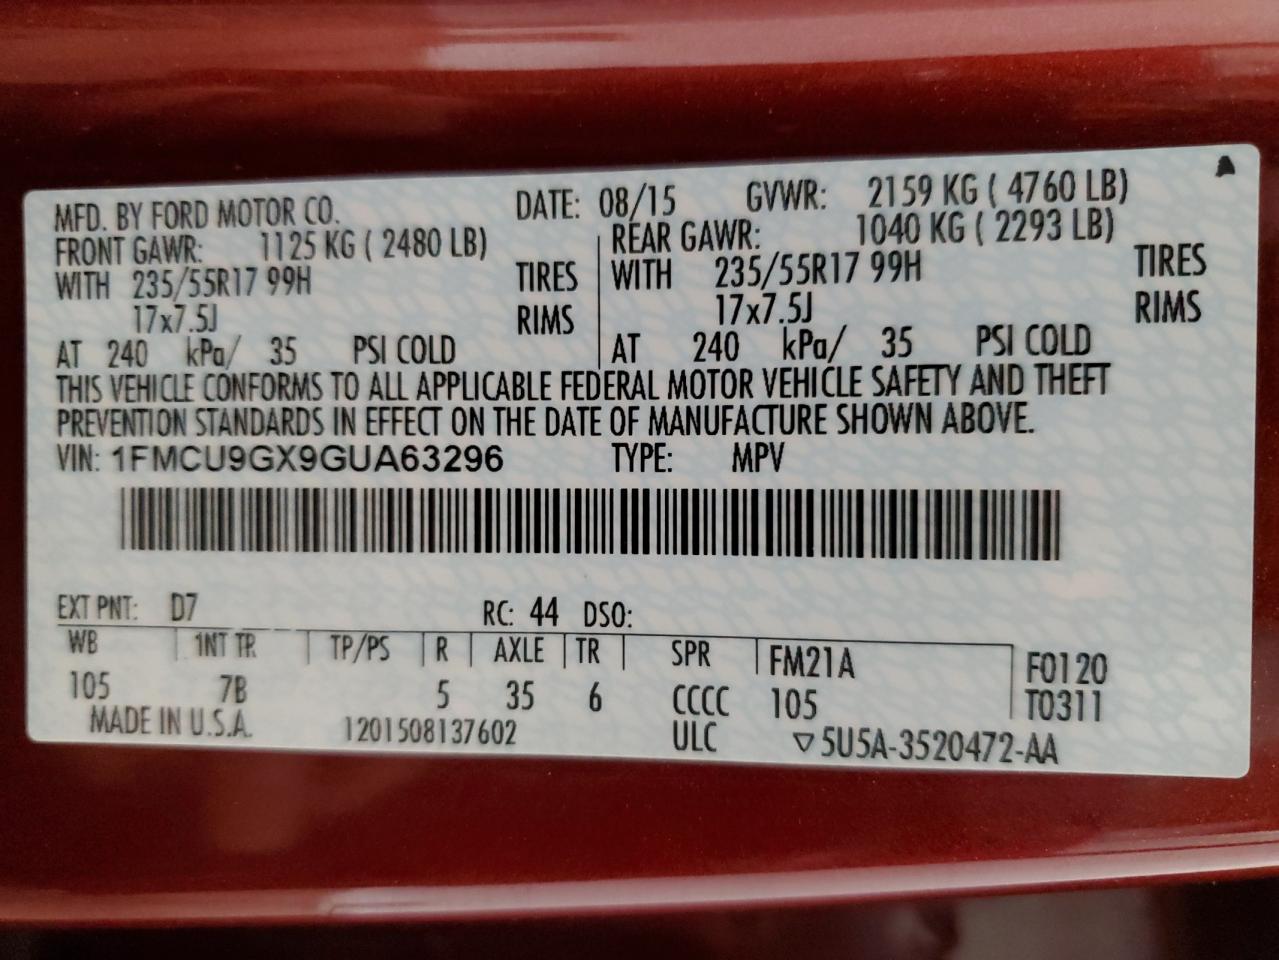 MFD. BY FORD MOTOR CO. DATE: 08/15 GVWR: 2159 KG ( 4760 LB)
FRONT GAWR: 1125 KG ( 2480 LB) REAR GAWR: 1040 KG ( 2293 LB)
WITH 235/55R17 99H TIRES WITH 235/55R17 99H TIRES
17x7.5J RIMS 17x7.5J RIMS
AT 240 kPa/ 35 PSI COLD AT 240 kPa/ 35 PSI COLD
THIS VEHICLE CONFORMS TO ALL APPLICABLE FEDERAL MOTOR VEHICLE SAFETY AND THEFT
PREVENTION STANDARDS IN EFFECT ON THE DATE OF MANUFACTURE SHOWN ABOVE.
VIN: 1FMCU9GX9GUA63296 TYPE: MPV
EXT PNT: D7 RC: 44 DSO:
WB INT TR TP/PS R AXLE TR SPR FM21A F0120
105 7B 5 35 6 CCCC 105 T0311
MADE IN U.S.A. 1201508137602 ULC ▽5U5A-3520472-AA